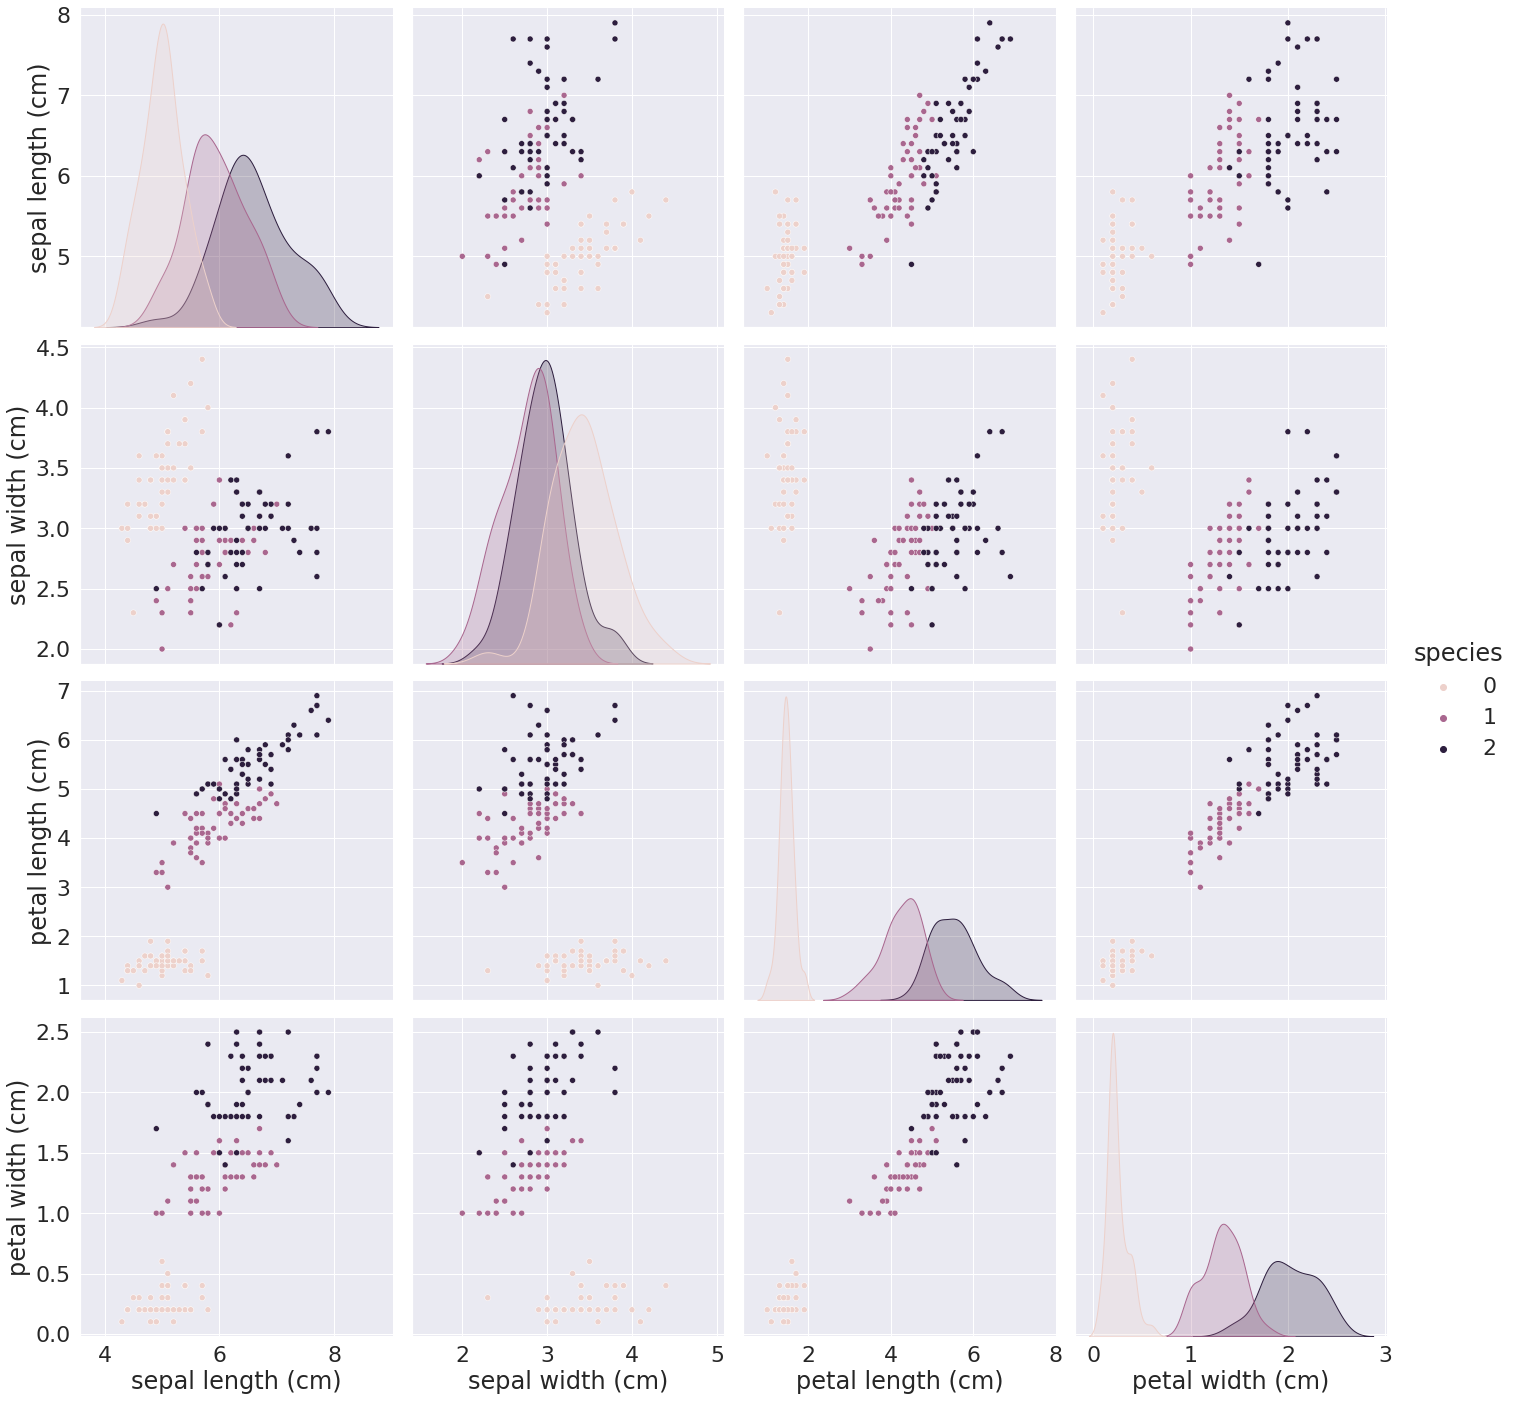 8
7
6
5
sepal length (cm)
4.5
4.0
3.5
3.0
2.5
2.0
sepal width (cm)
7
6
5
4
3
2
1
petal length (cm)
2.5
2.0
1.5
1.0
0.5
0.0
petal width (cm)
4 6 8
sepal length (cm)
2 3 4 5
sepal width (cm)
2 4 6 8
petal length (cm)
0 1 2 3
petal width (cm)
species
0
1
2